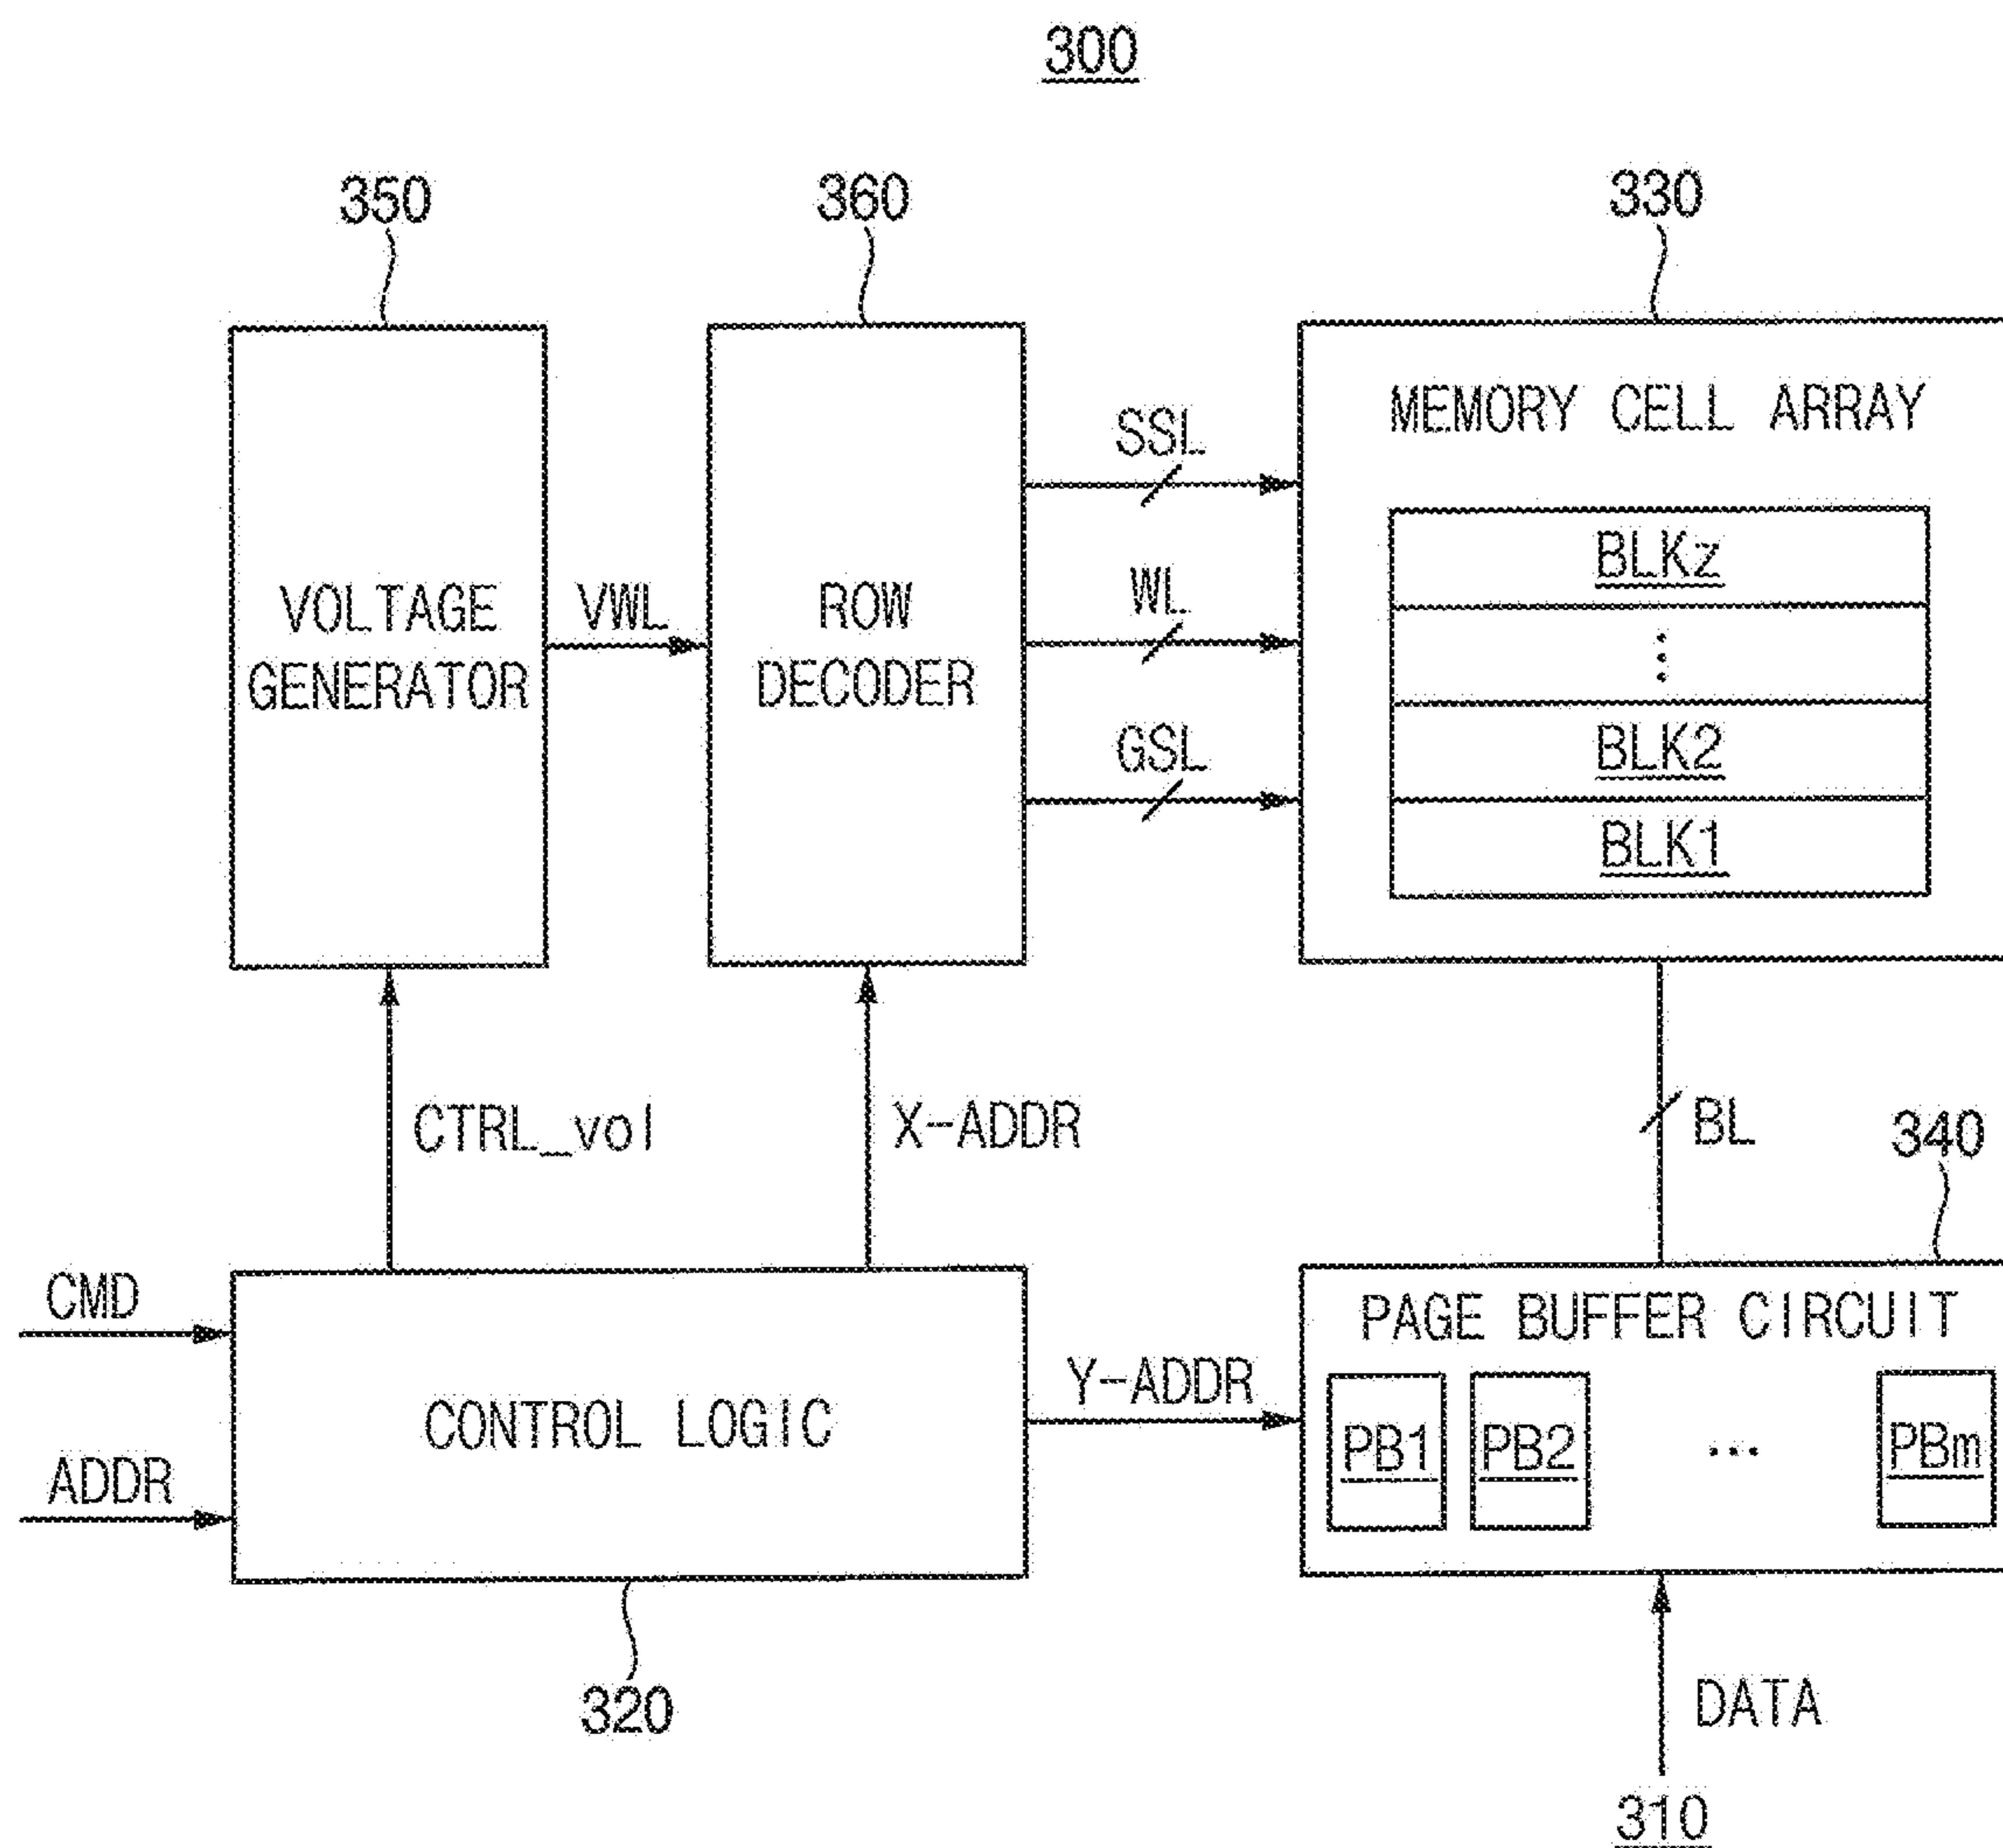 300
350
360
330
VOLTAGE
GENERATOR
VWL
ROW
DECODER
SSL
WL
GSL
MEMORY CELL ARRAY
BLKz
⋮
BLK2
BLK1
CTRL_vol
X-ADDR
BL
340
CMD
ADDR
CONTROL LOGIC
320
Y-ADDR
PAGE BUFFER CIRCUIT
PB1 PB2 ... PBm
DATA
310